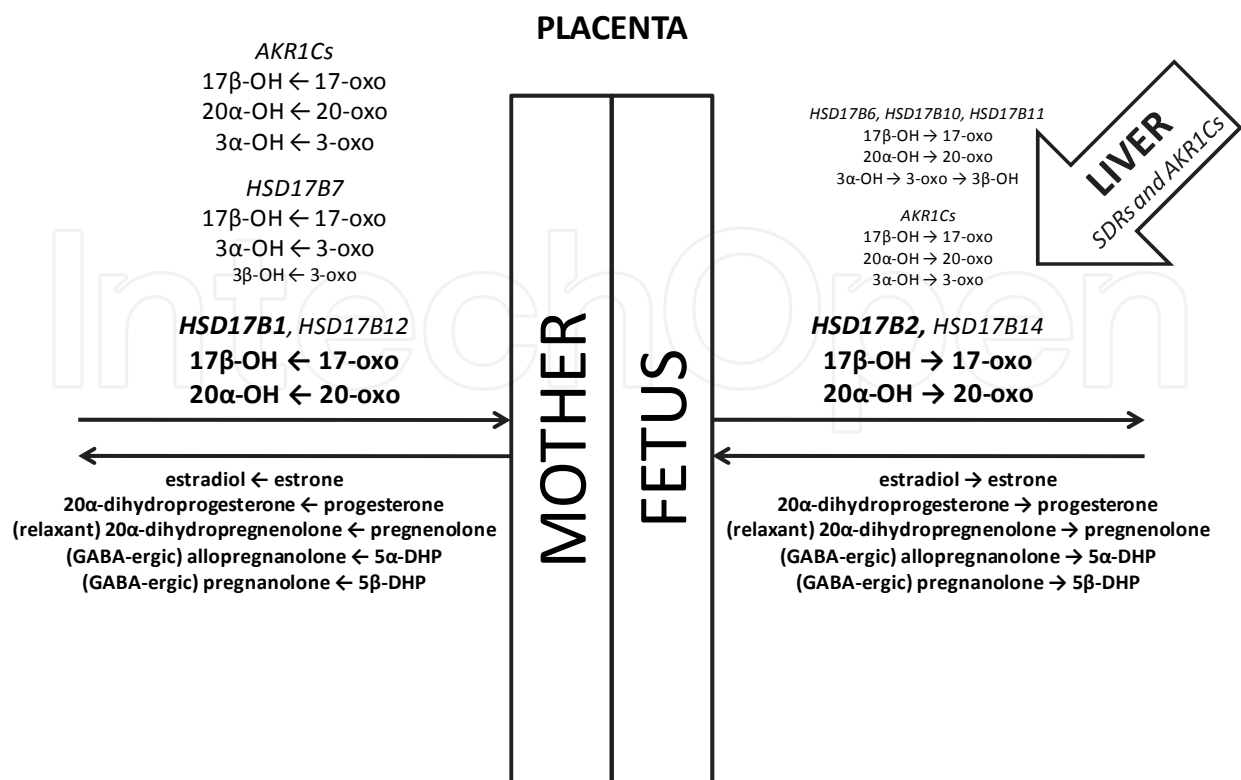 PLACENTA
AKR1Cs
17β-OH ← 17-oxo
20α-OH ← 20-oxo
3α-OH ← 3-oxo
HSD17B7
17β-OH ← 17-oxo
3α-OH ← 3-oxo
3β-OH ← 3-oxo
HSD17B1, HSD17B12
17β-OH ← 17-oxo
20α-OH ← 20-oxo
estradiol ← estrone
20α-dihydroprogesterone ← progesterone
(relaxant) 20α-dihydropregnenolone ← pregnenolone
(GABA-ergic) allopregnanolone ← 5α-DHP
(GABA-ergic) pregnanolone ← 5β-DHP
MOTHER
FETUS
HSD17B6, HSD17B10, HSD17B11
17β-OH → 17-oxo
20α-OH → 20-oxo
3α-OH → 3-oxo → 3β-OH
AKR1Cs
17β-OH → 17-oxo
20α-OH → 20-oxo
3α-OH → 3-oxo
HSD17B2, HSD17B14
17β-OH → 17-oxo
20α-OH → 20-oxo
estradiol → estrone
20α-dihydroprogesterone → progesterone
(relaxant) 20α-dihydropregnenolone → pregnenolone
(GABA-ergic) allopregnanolone → 5α-DHP
(GABA-ergic) pregnanolone → 5β-DHP
LIVER
SDRs and AKR1Cs
IntechOpen